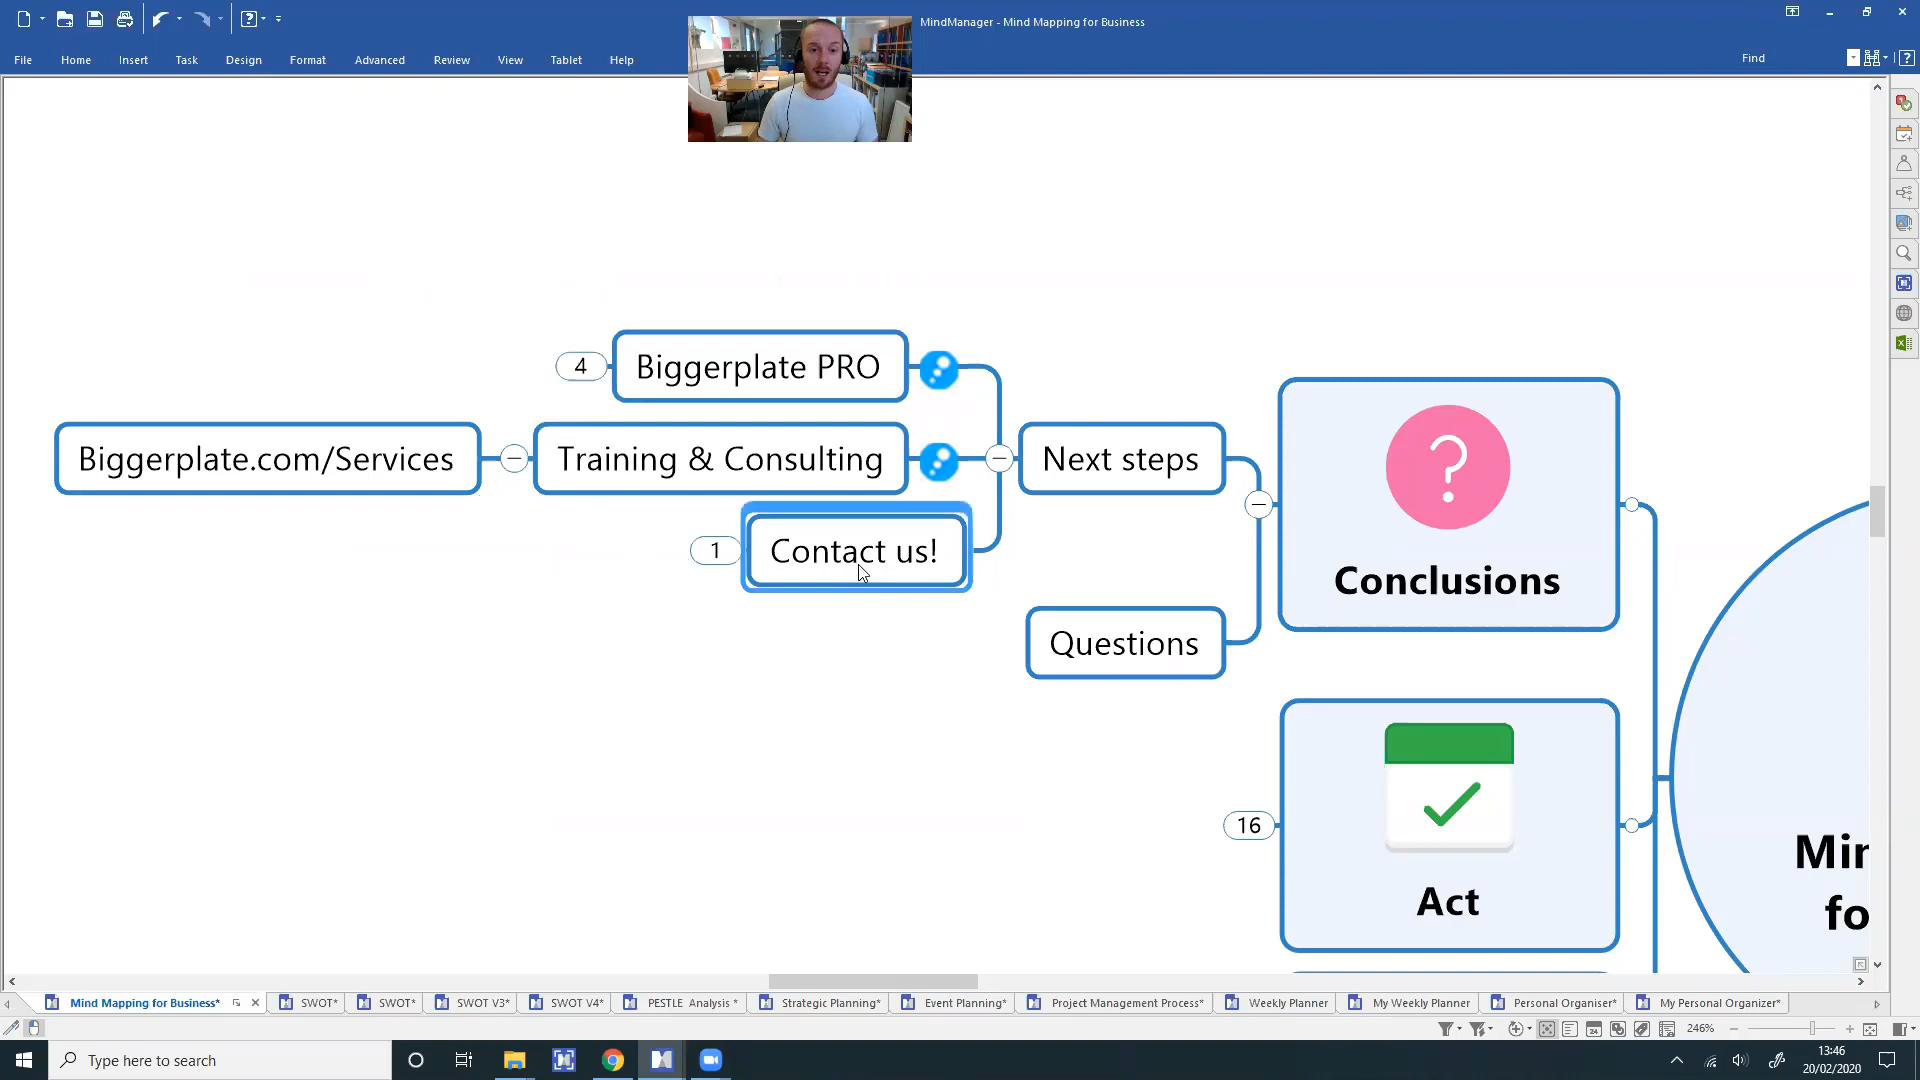 MindManager - Mind Mapping for Business
File Home Insert Task Design Format Advanced Review View Tablet Help
Find
4
Biggerplate PRO
Biggerplate.com/Services
Training & Consulting
Next steps
1
Contact us!
Questions
?
Conclusions
16
Act
Min
fo
Mind Mapping for Business*
SWOT*
SWOT*
SWOT V3*
SWOT V4*
PESTLE Analysis *
Strategic Planning*
Event Planning*
Project Management Process*
Weekly Planner
My Weekly Planner
Personal Organiser*
My Personal Organizer*
246%
Type here to search
13:46
20/02/2020